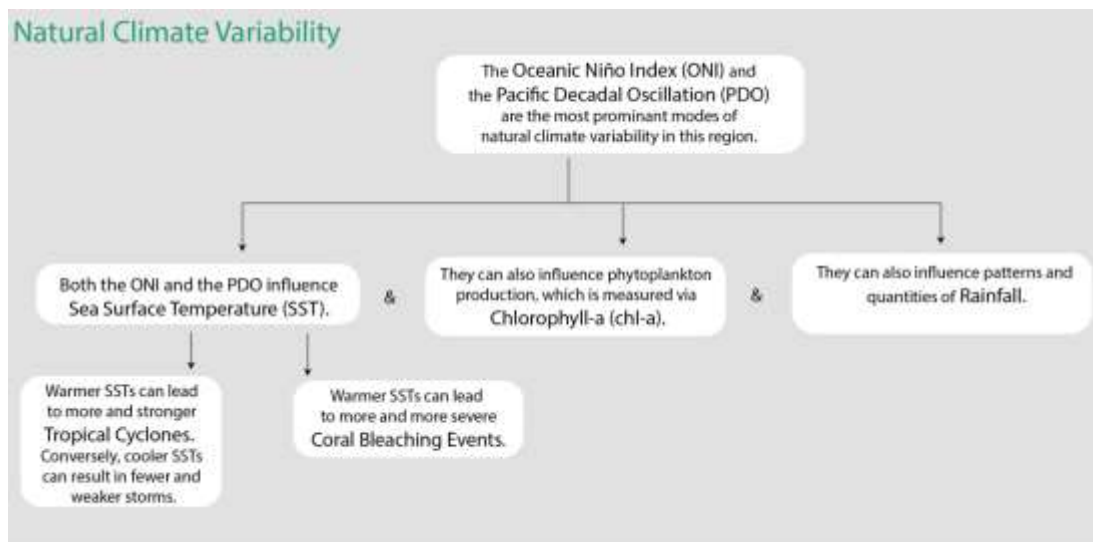 Natural Climate Variability
The Oceanic Niño Index (ONI) and
the Pacific Decadal Oscillation (PDO)
are the most prominant modes of
natural climate variability in this region.
Both the ONI and the PDO influence
Sea Surface Temperature (SST).
&
They can also influence phytoplankton
production, which is measured via
Chlorophyll-a (chl-a).
&
They can also influence patterns and
quantities of Rainfall.
Warmer SSTs can lead
to more and stronger
Tropical Cyclones.
Conversely, cooler SSTs
can result in fewer and
weaker storms.
Warmer SSTs can lead
to more and more severe
Coral Bleaching Events.